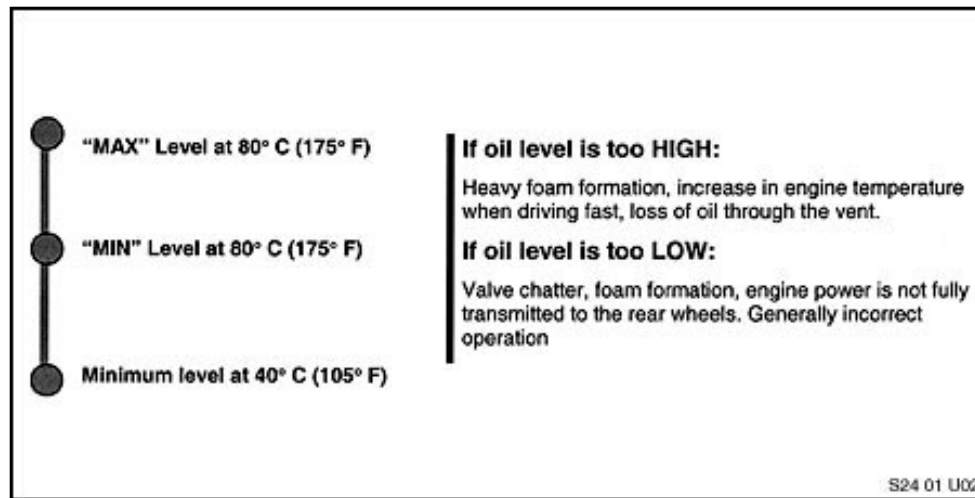 “MAX” Level at 80° C (175° F)
“MIN” Level at 80° C (175° F)
Minimum level at 40° C (105° F)
If oil level is too HIGH:
Heavy foam formation, increase in engine temperature
when driving fast, loss of oil through the vent.
If oil level is too LOW:
Valve chatter, foam formation, engine power is not fully
transmitted to the rear wheels. Generally incorrect
operation
S24 01 U02